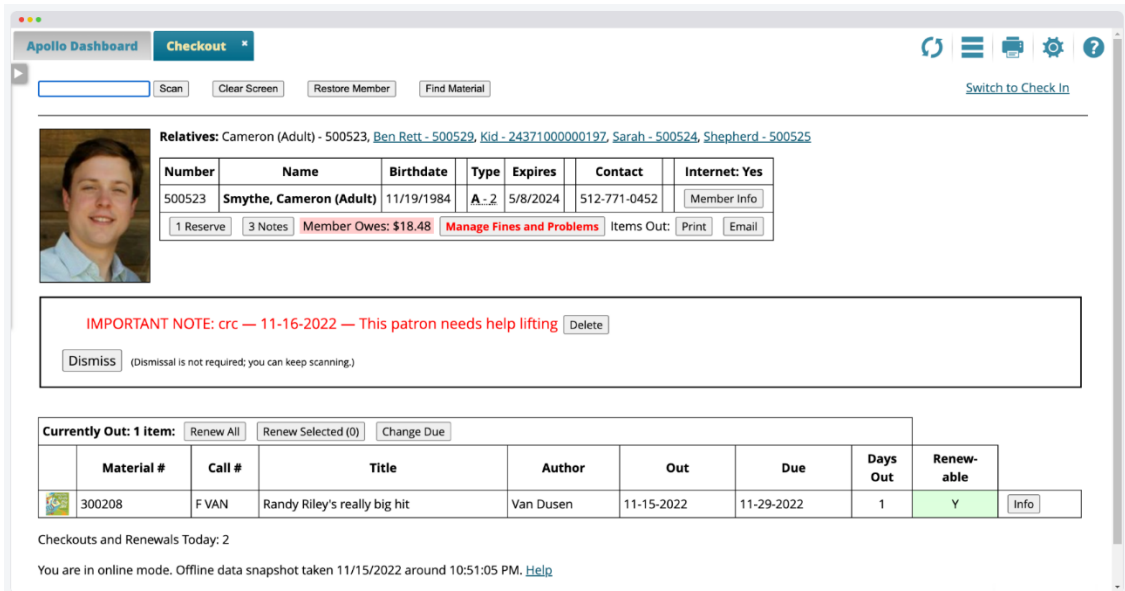 Apollo Dashboard Checkout ×
Scan Clear Screen Restore Member Find Material Switch to Check In
Relatives: Cameron (Adult) - 500523, Ben Rett - 500529, Kid - 24371000000197, Sarah - 500524, Shepherd - 500525
Number Name Birthdate Type Expires Contact Internet: Yes
500523 Smythe, Cameron (Adult) 11/19/1984 A - 2 5/8/2024 512-771-0452 Member Info
1 Reserve 3 Notes Member Owes: $18.48 Manage Fines and Problems Items Out: Print Email
IMPORTANT NOTE: crc — 11-16-2022 — This patron needs help lifting Delete
Dismiss (Dismissal is not required; you can keep scanning.)
Currently Out: 1 item: Renew All Renew Selected (0) Change Due
Material # Call # Title Author Out Due Days Out Renew-able
300208 F VAN Randy Riley's really big hit Van Dusen 11-15-2022 11-29-2022 1 Y Info
Checkouts and Renewals Today: 2
You are in online mode. Offline data snapshot taken 11/15/2022 around 10:51:05 PM. Help